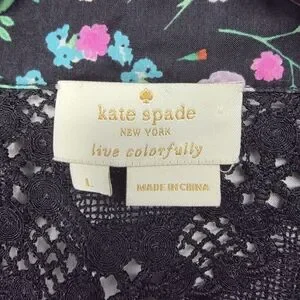 kate spade
NEW YORK
live colorfully
L
MADE IN CHINA